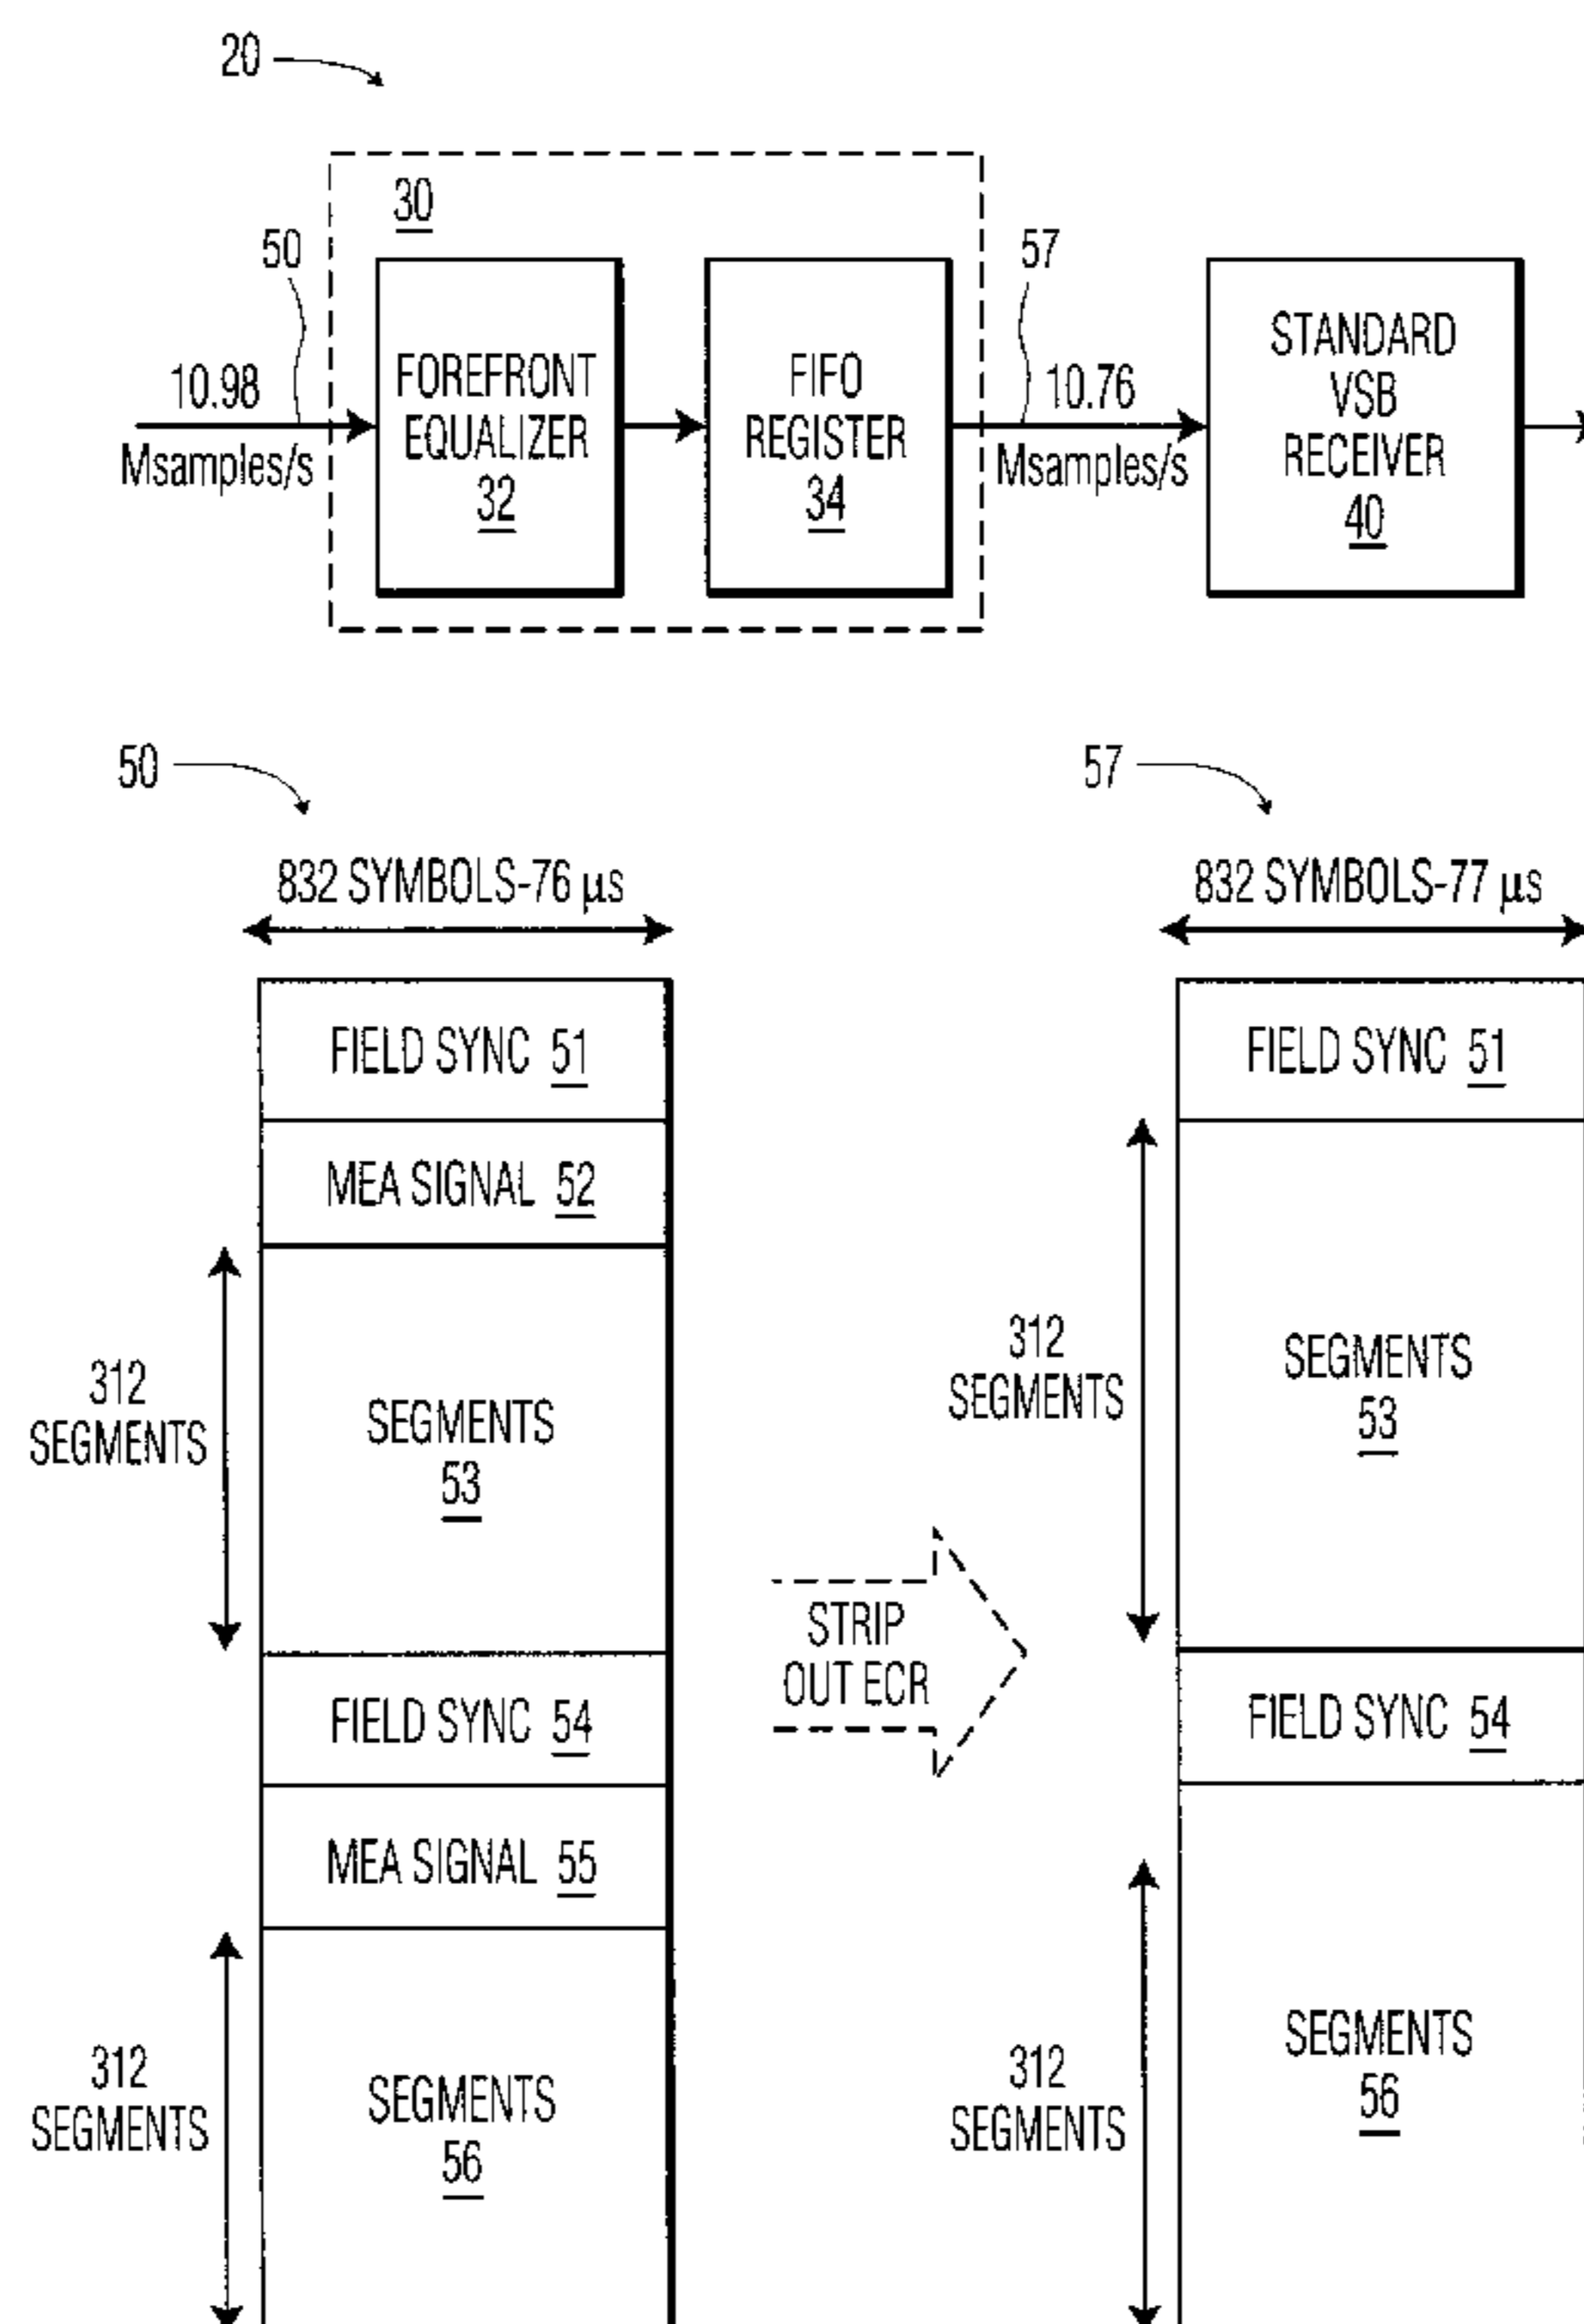 20
30
50
57
10.98
Msamples/s
FOREFRONT
EQUALIZER
32
FIFO
REGISTER
34
10.76
Msamples/s
STANDARD
VSB
RECEIVER
40
50
832 SYMBOLS-76 µs
FIELD SYNC 51
MEA SIGNAL 52
312
SEGMENTS
SEGMENTS
53
FIELD SYNC 54
MEA SIGNAL 55
312
SEGMENTS
SEGMENTS
56
STRIP
OUT ECR
57
832 SYMBOLS-77 µs
FIELD SYNC 51
312
SEGMENTS
SEGMENTS
53
FIELD SYNC 54
312
SEGMENTS
SEGMENTS
56